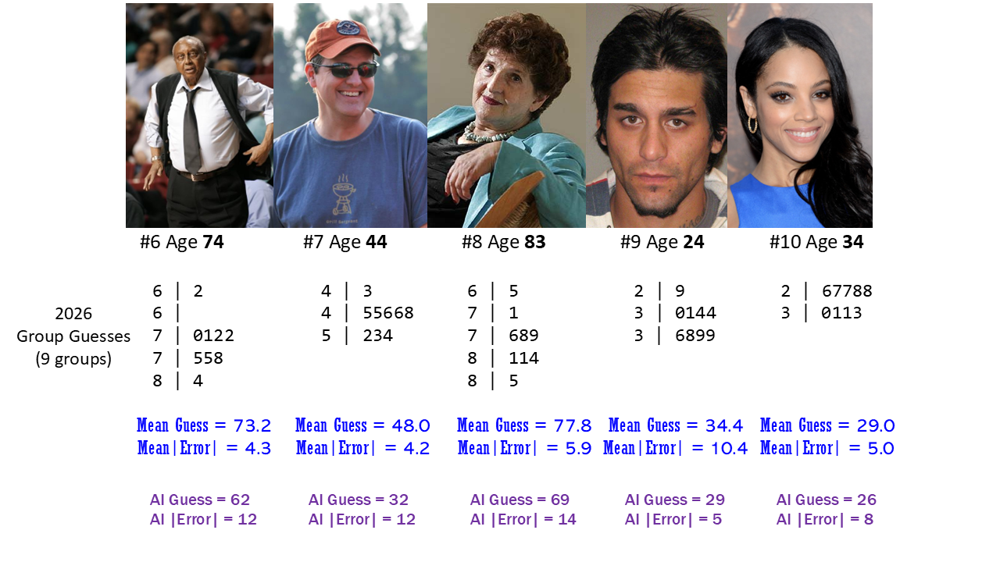 #6 Age 74
#7 Age 44
#8 Age 83
#9 Age 24
#10 Age 34
2026
Group Guesses
(9 groups)
6 | 2
6 |
7 | 0122
7 | 558
8 | 4
4 | 3
4 | 55668
5 | 234
6 | 5
7 | 1
7 | 689
8 | 114
8 | 5
2 | 9
3 | 0144
3 | 6899
2 | 67788
3 | 0113
Mean Guess = 73.2
Mean|Error| = 4.3
Mean Guess = 48.0
Mean|Error| = 4.2
Mean Guess = 77.8
Mean|Error| = 5.9
Mean Guess = 34.4
Mean|Error| = 10.4
Mean Guess = 29.0
Mean|Error| = 5.0
AI Guess = 62
AI |Error| = 12
AI Guess = 32
AI |Error| = 12
AI Guess = 69
AI |Error| = 14
AI Guess = 29
AI |Error| = 5
AI Guess = 26
AI |Error| = 8